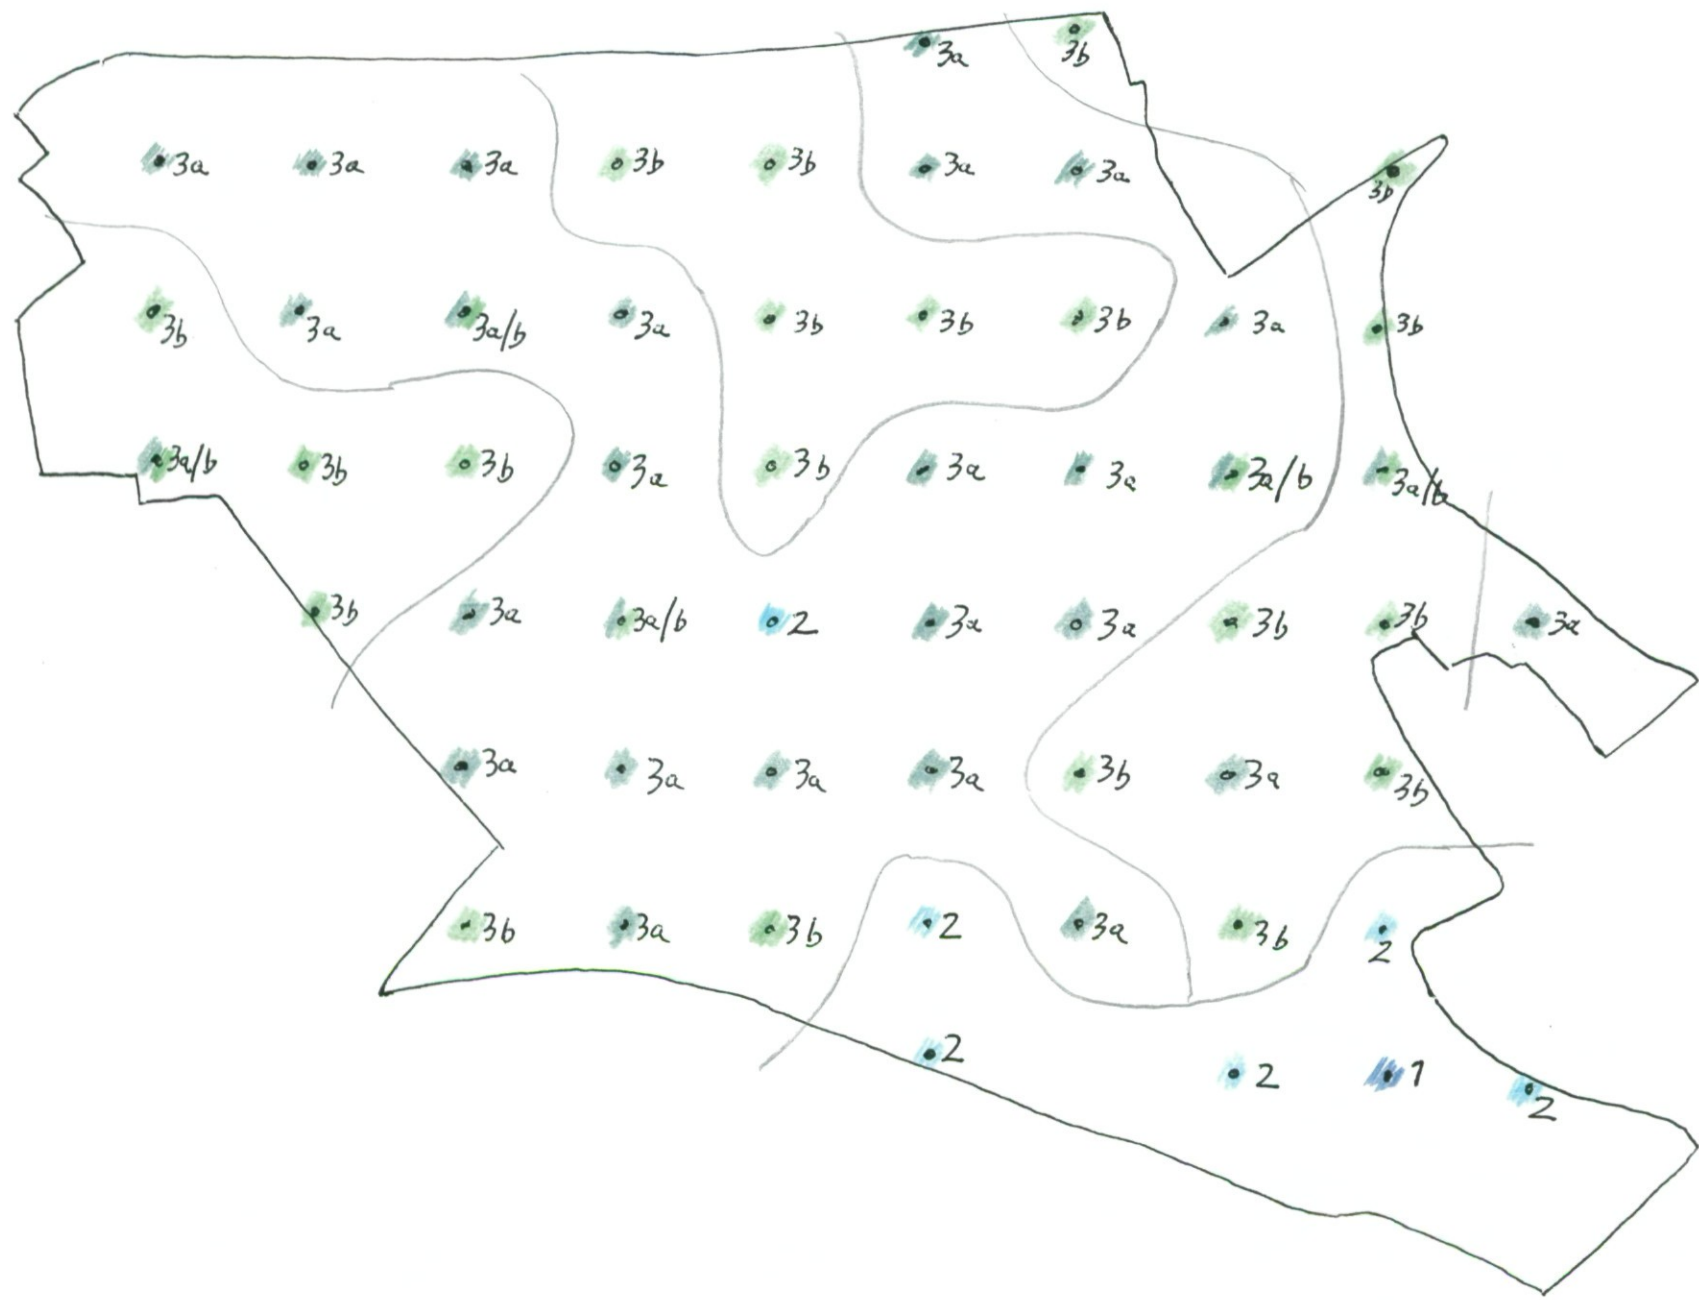 3a 3b
3a 3a 3a 3b 3b 3a 3a 3b
3b 3a 3a/b 3a 3b 3b 3b 3a 3b
3a/b 3b 3b 3a 3b 3a 3a 3a/b 3a/b
3b 3a 3a/b 2 3a 3a 3b 3b 3a
3a 3a 3a 3a 3b 3a 3b
3b 3a 3b 2 3a 3b 2
2 2 1 2